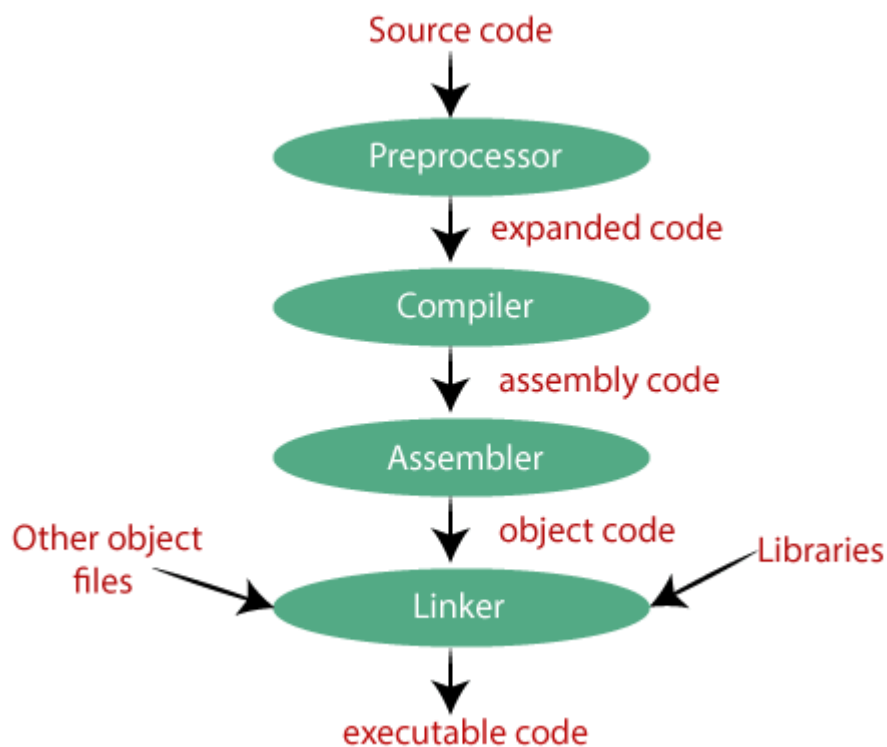 Source code
Preprocessor
expanded code
Compiler
assembly code
Assembler
object code
Other object
files
Libraries
Linker
executable code